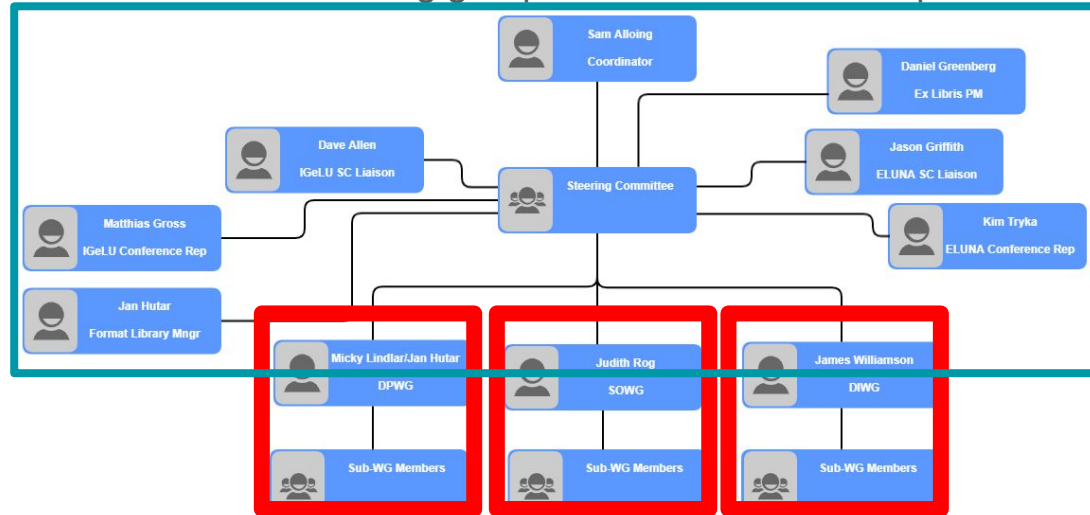 Sam Alloing
Coordinator
Daniel Greenberg
Ex Libris PM
Dave Allen
IGeLU SC Liaison
Jason Griffith
ELUNA SC Liaison
Steering Committee
Matthias Gross
IGeLU Conference Rep
Kim Tryka
ELUNA Conference Rep
Jan Hutar
Format Library Mngr
Micky Lindlar/Jan Hutar
DPWG
Judith Rog
SOWG
James Williamson
DIWG
Sub-WG Members
Sub-WG Members
Sub-WG Members